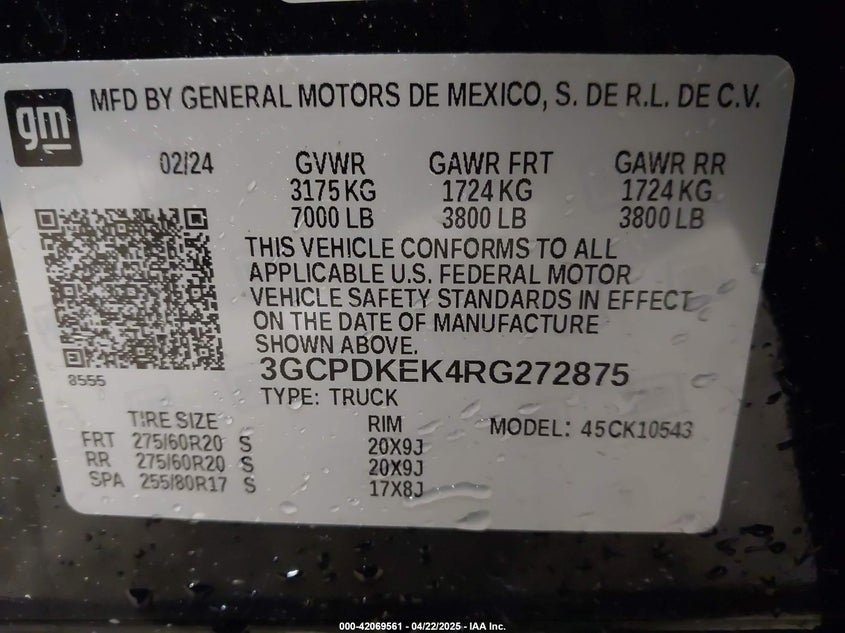 gm
MFD BY GENERAL MOTORS DE MEXICO, S. DE R.L. DE C.V.
02/24 GVWR GAWR FRT GAWR RR
3175 KG 1724 KG 1724 KG
7000 LB 3800 LB 3800 LB
THIS VEHICLE CONFORMS TO ALL
APPLICABLE U.S. FEDERAL MOTOR
VEHICLE SAFETY STANDARDS IN EFFECT
ON THE DATE OF MANUFACTURE
SHOWN ABOVE.
8555
3GCPDKEK4RG272875
TYPE: TRUCK
TIRE SIZE RIM MODEL: 45CK10543
FRT 275/60R20 S 20X9J
RR 275/60R20 S 20X9J
SPA 255/80R17 S 17X8J
000-42069561 - 04/22/2025 - IAA Inc.